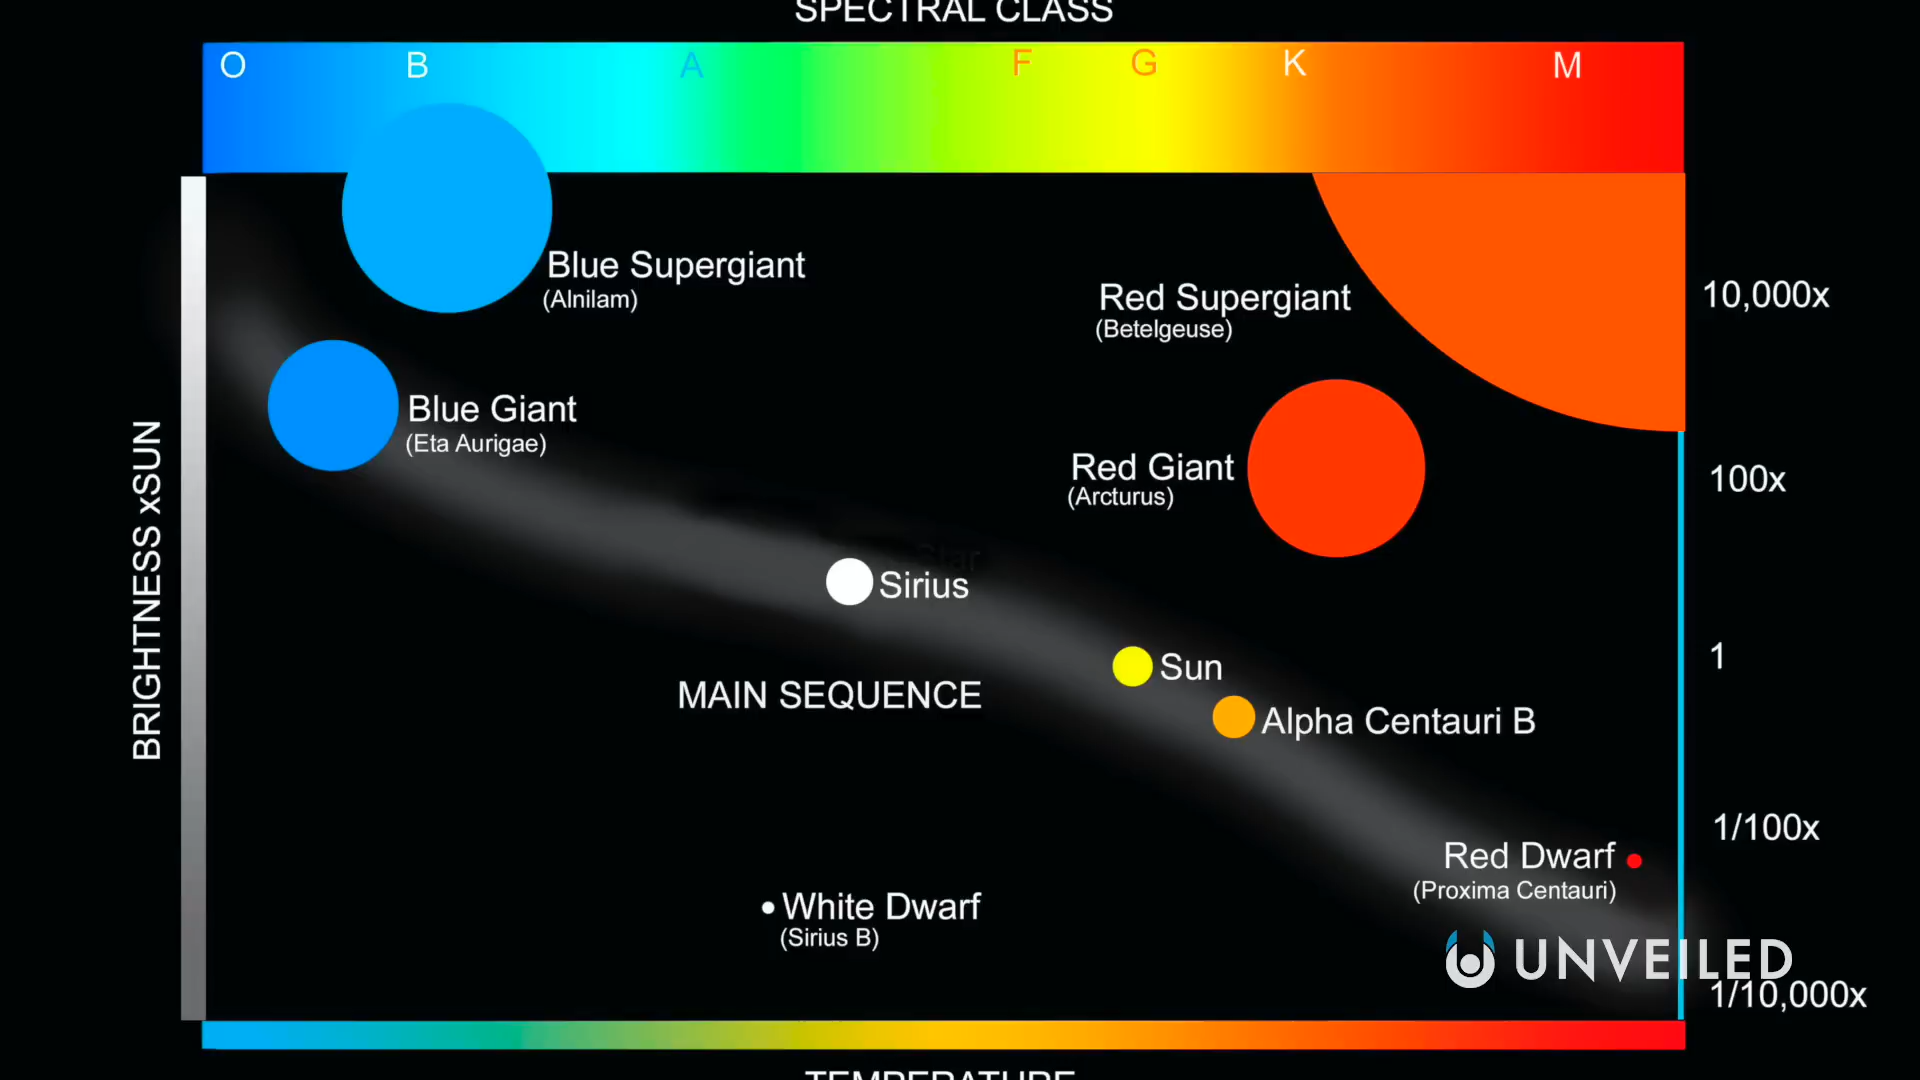 SPECTRAL CLASS
O B A F G K M
Blue Supergiant
(Alnilam)
Red Supergiant
(Betelgeuse)
10,000x
Blue Giant
(Eta Aurigae)
Red Giant
(Arcturus)
100x
BRIGHTNESS xSUN
Star
Sirius
Sun
1
MAIN SEQUENCE
Alpha Centauri B
1/100x
Red Dwarf
(Proxima Centauri)
White Dwarf
(Sirius B)
UNVEILED
1/10,000x
TEMPERATURE